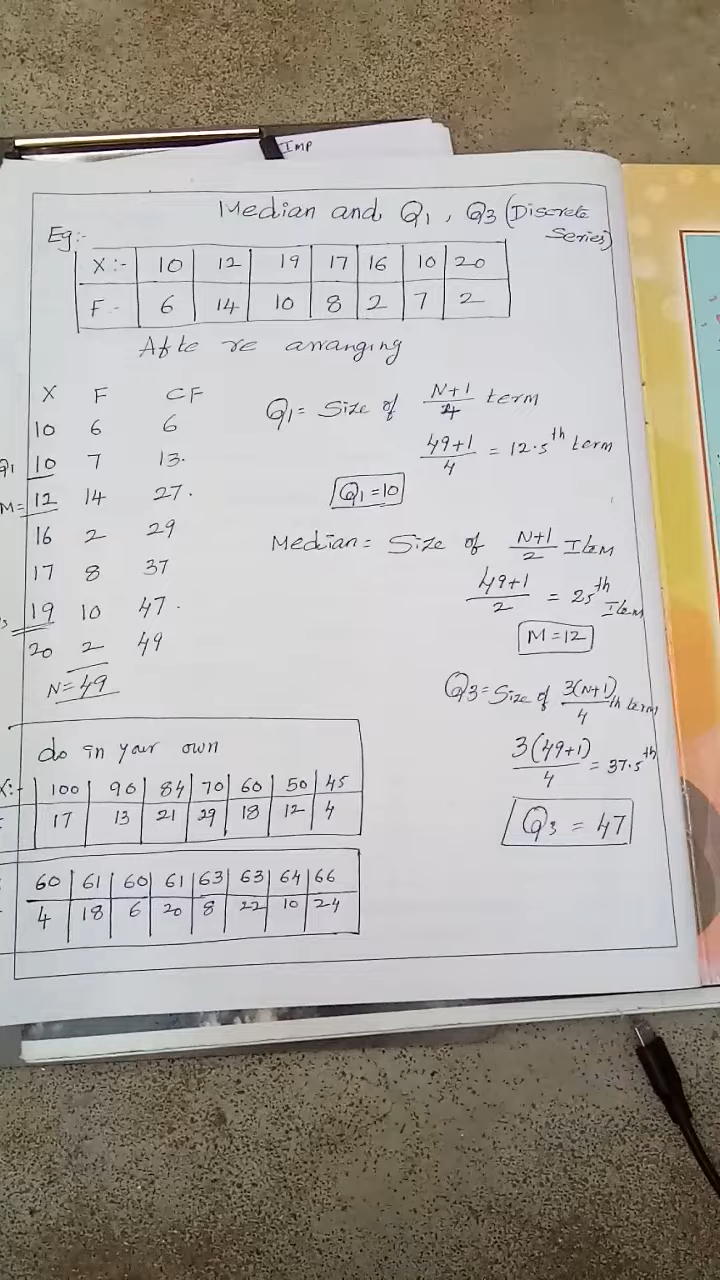 IMP
Median and Q1, Q3 (Discrete Series)
Eg:-
X:- 10 12 19 17 16 10 20
F - 6 14 10 8 2 7 2
Afte re arranging
X F CF
10 6 6
Q1 10 7 13.
M= 12 14 27.
16 2 29
17 8 37
19 10 47.
20 2 49
N=49
Q1= Size of N+1/4 term
49+1/4 = 12.5th term
Q1=10
Median= Size of N+1/2 Item
49+1/2 = 25th Item
M=12
Q3=Size of 3(N+1)/4 th term
3(49+1)/4 = 37.5th
Q3 = 47
do in your own
X:- 100 90 84 70 60 50 45
17 13 21 29 18 12 4
60 61 60 61 63 63 64 66
4 18 6 20 8 22 10 24